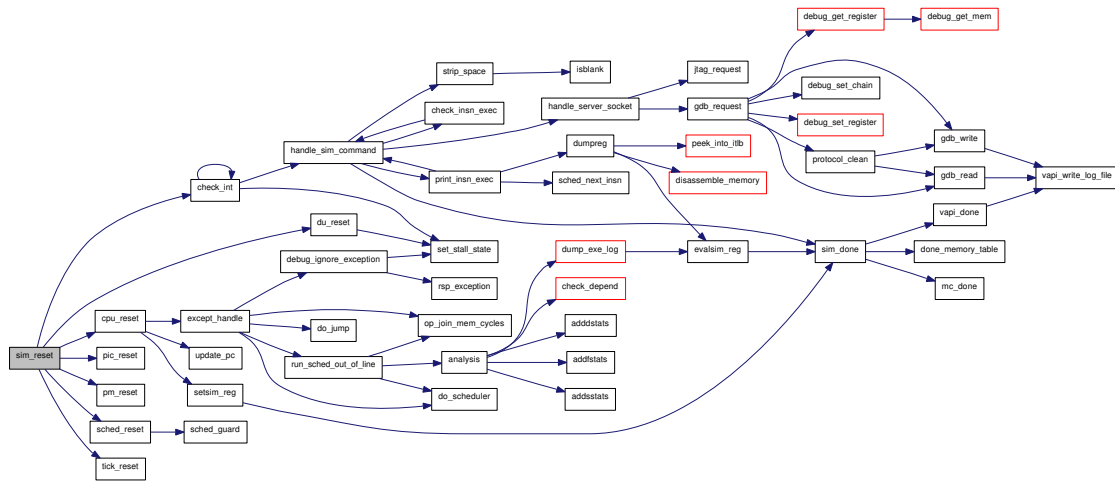 debug_get_register
debug_get_mem
strip_space
isblank
jtag_request
debug_set_chain
check_insn_exec
handle_server_socket
gdb_request
debug_set_register
gdb_write
handle_sim_command
dumpreg
peek_into_itlb
protocol_clean
gdb_read
vapi_write_log_file
check_int
print_insn_exec
sched_next_insn
disassemble_memory
vapi_done
du_reset
set_stall_state
dump_exe_log
evalsim_reg
sim_done
done_memory_table
debug_ignore_exception
rsp_exception
check_depend
mc_done
cpu_reset
except_handle
do_jump
op_join_mem_cycles
adddstats
sim_reset
pic_reset
update_pc
run_sched_out_of_line
analysis
addfstats
pm_reset
setsim_reg
do_scheduler
addsstats
sched_reset
sched_guard
tick_reset